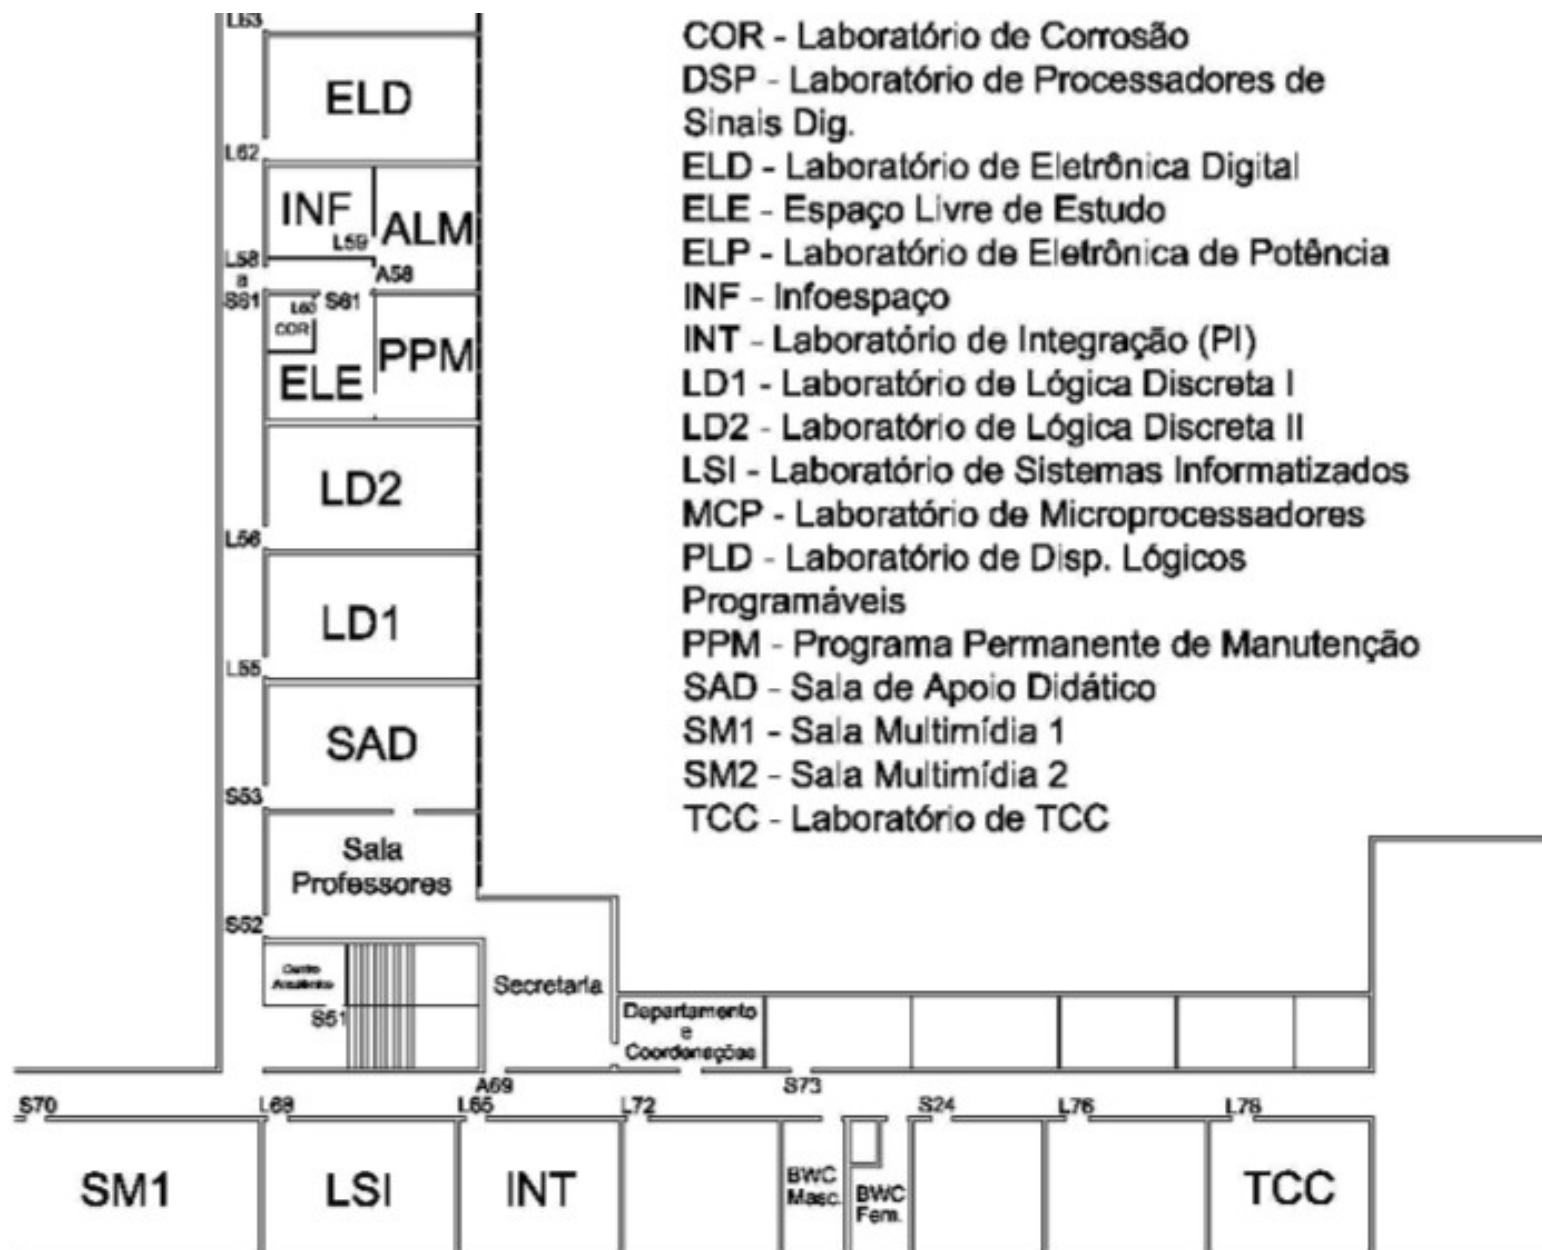 L63
ELD
L62
INF
L59
ALM
L58
a
S61
A58
L60
S61
COR
PPM
ELE
LD2
L56
LD1
L55
SAD
S53
Sala
Professores
S52
Centro
Acadêmico
S51
Secretaria
Departamento
e
Coordenações
A69
S73
S70
L68
L65
L72
S24
L76
L78
SM1
LSI
INT
BWC
Masc.
BWC
Fem.
TCC
COR - Laboratório de Corrosão
DSP - Laboratório de Processadores de
Sinais Dig.
ELD - Laboratório de Eletrônica Digital
ELE - Espaço Livre de Estudo
ELP - Laboratório de Eletrônica de Potência
INF - Infoespaço
INT - Laboratório de Integração (PI)
LD1 - Laboratório de Lógica Discreta I
LD2 - Laboratório de Lógica Discreta II
LSI - Laboratório de Sistemas Informatizados
MCP - Laboratório de Microprocessadores
PLD - Laboratório de Disp. Lógicos
Programáveis
PPM - Programa Permanente de Manutenção
SAD - Sala de Apoio Didático
SM1 - Sala Multimídia 1
SM2 - Sala Multimídia 2
TCC - Laboratório de TCC